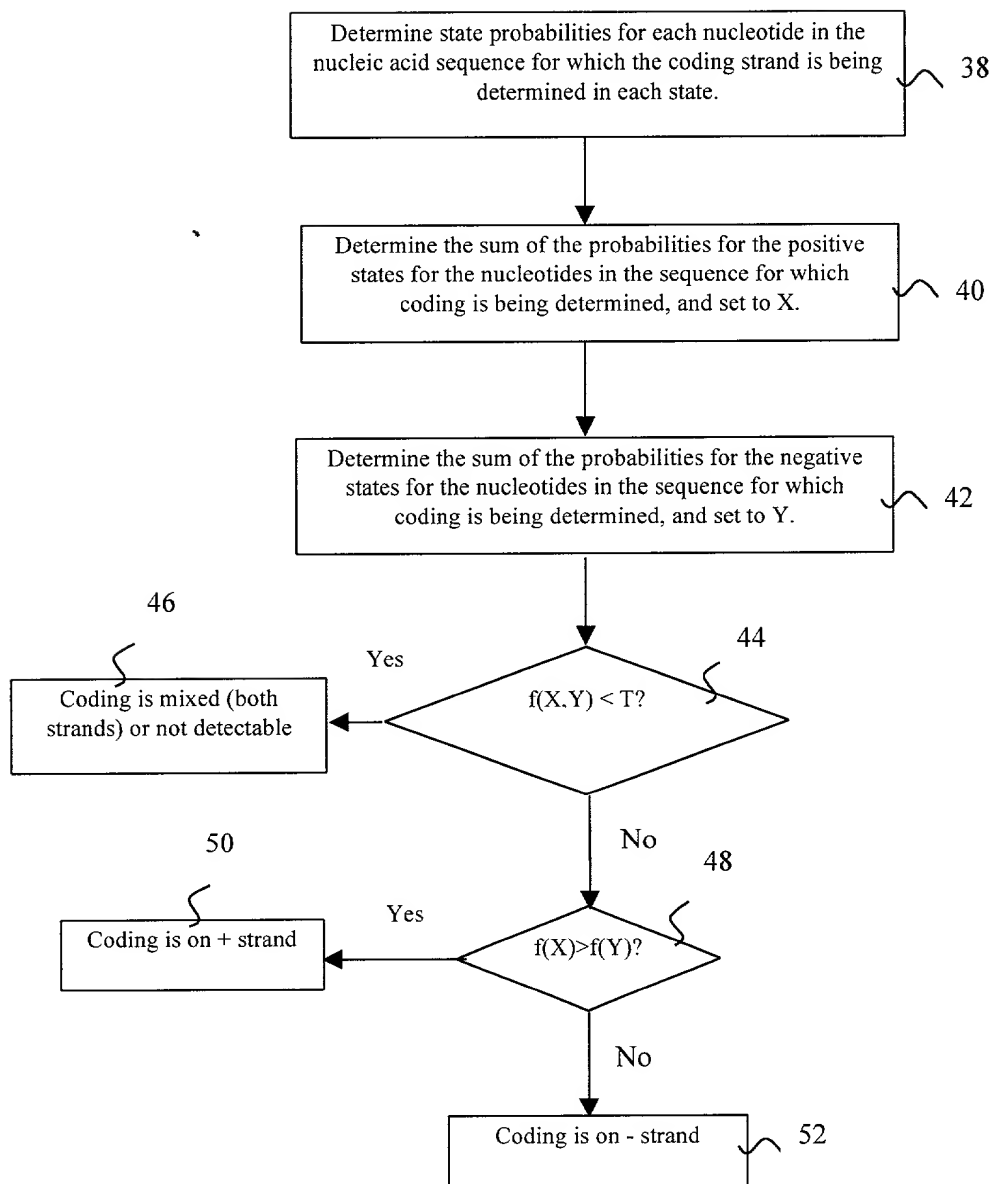 Determine state probabilities for each nucleotide in the
nucleic acid sequence for which the coding strand is being
determined in each state.
38
Determine the sum of the probabilities for the positive
states for the nucleotides in the sequence for which
coding is being determined, and set to X.
40
Determine the sum of the probabilities for the negative
states for the nucleotides in the sequence for which
coding is being determined, and set to Y.
42
46
44
Yes
f(X,Y) < T?
Coding is mixed (both
strands) or not detectable
No
50
48
Yes
f(X)>f(Y)?
Coding is on + strand
No
Coding is on - strand
52